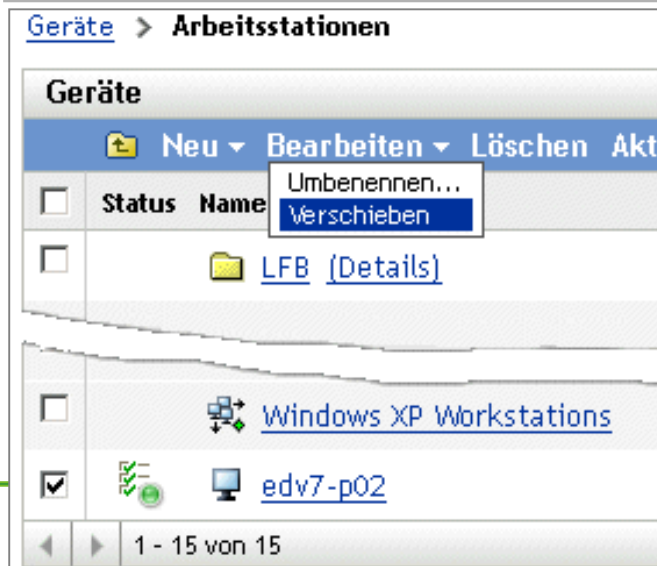 Geräte > Arbeitsstationen
Geräte
Neu Bearbeiten Löschen Akt
Umbenennen...
Verschieben
Status Name
LFB (Details)
Windows XP Workstations
edv7-p02
1 - 15 von 15